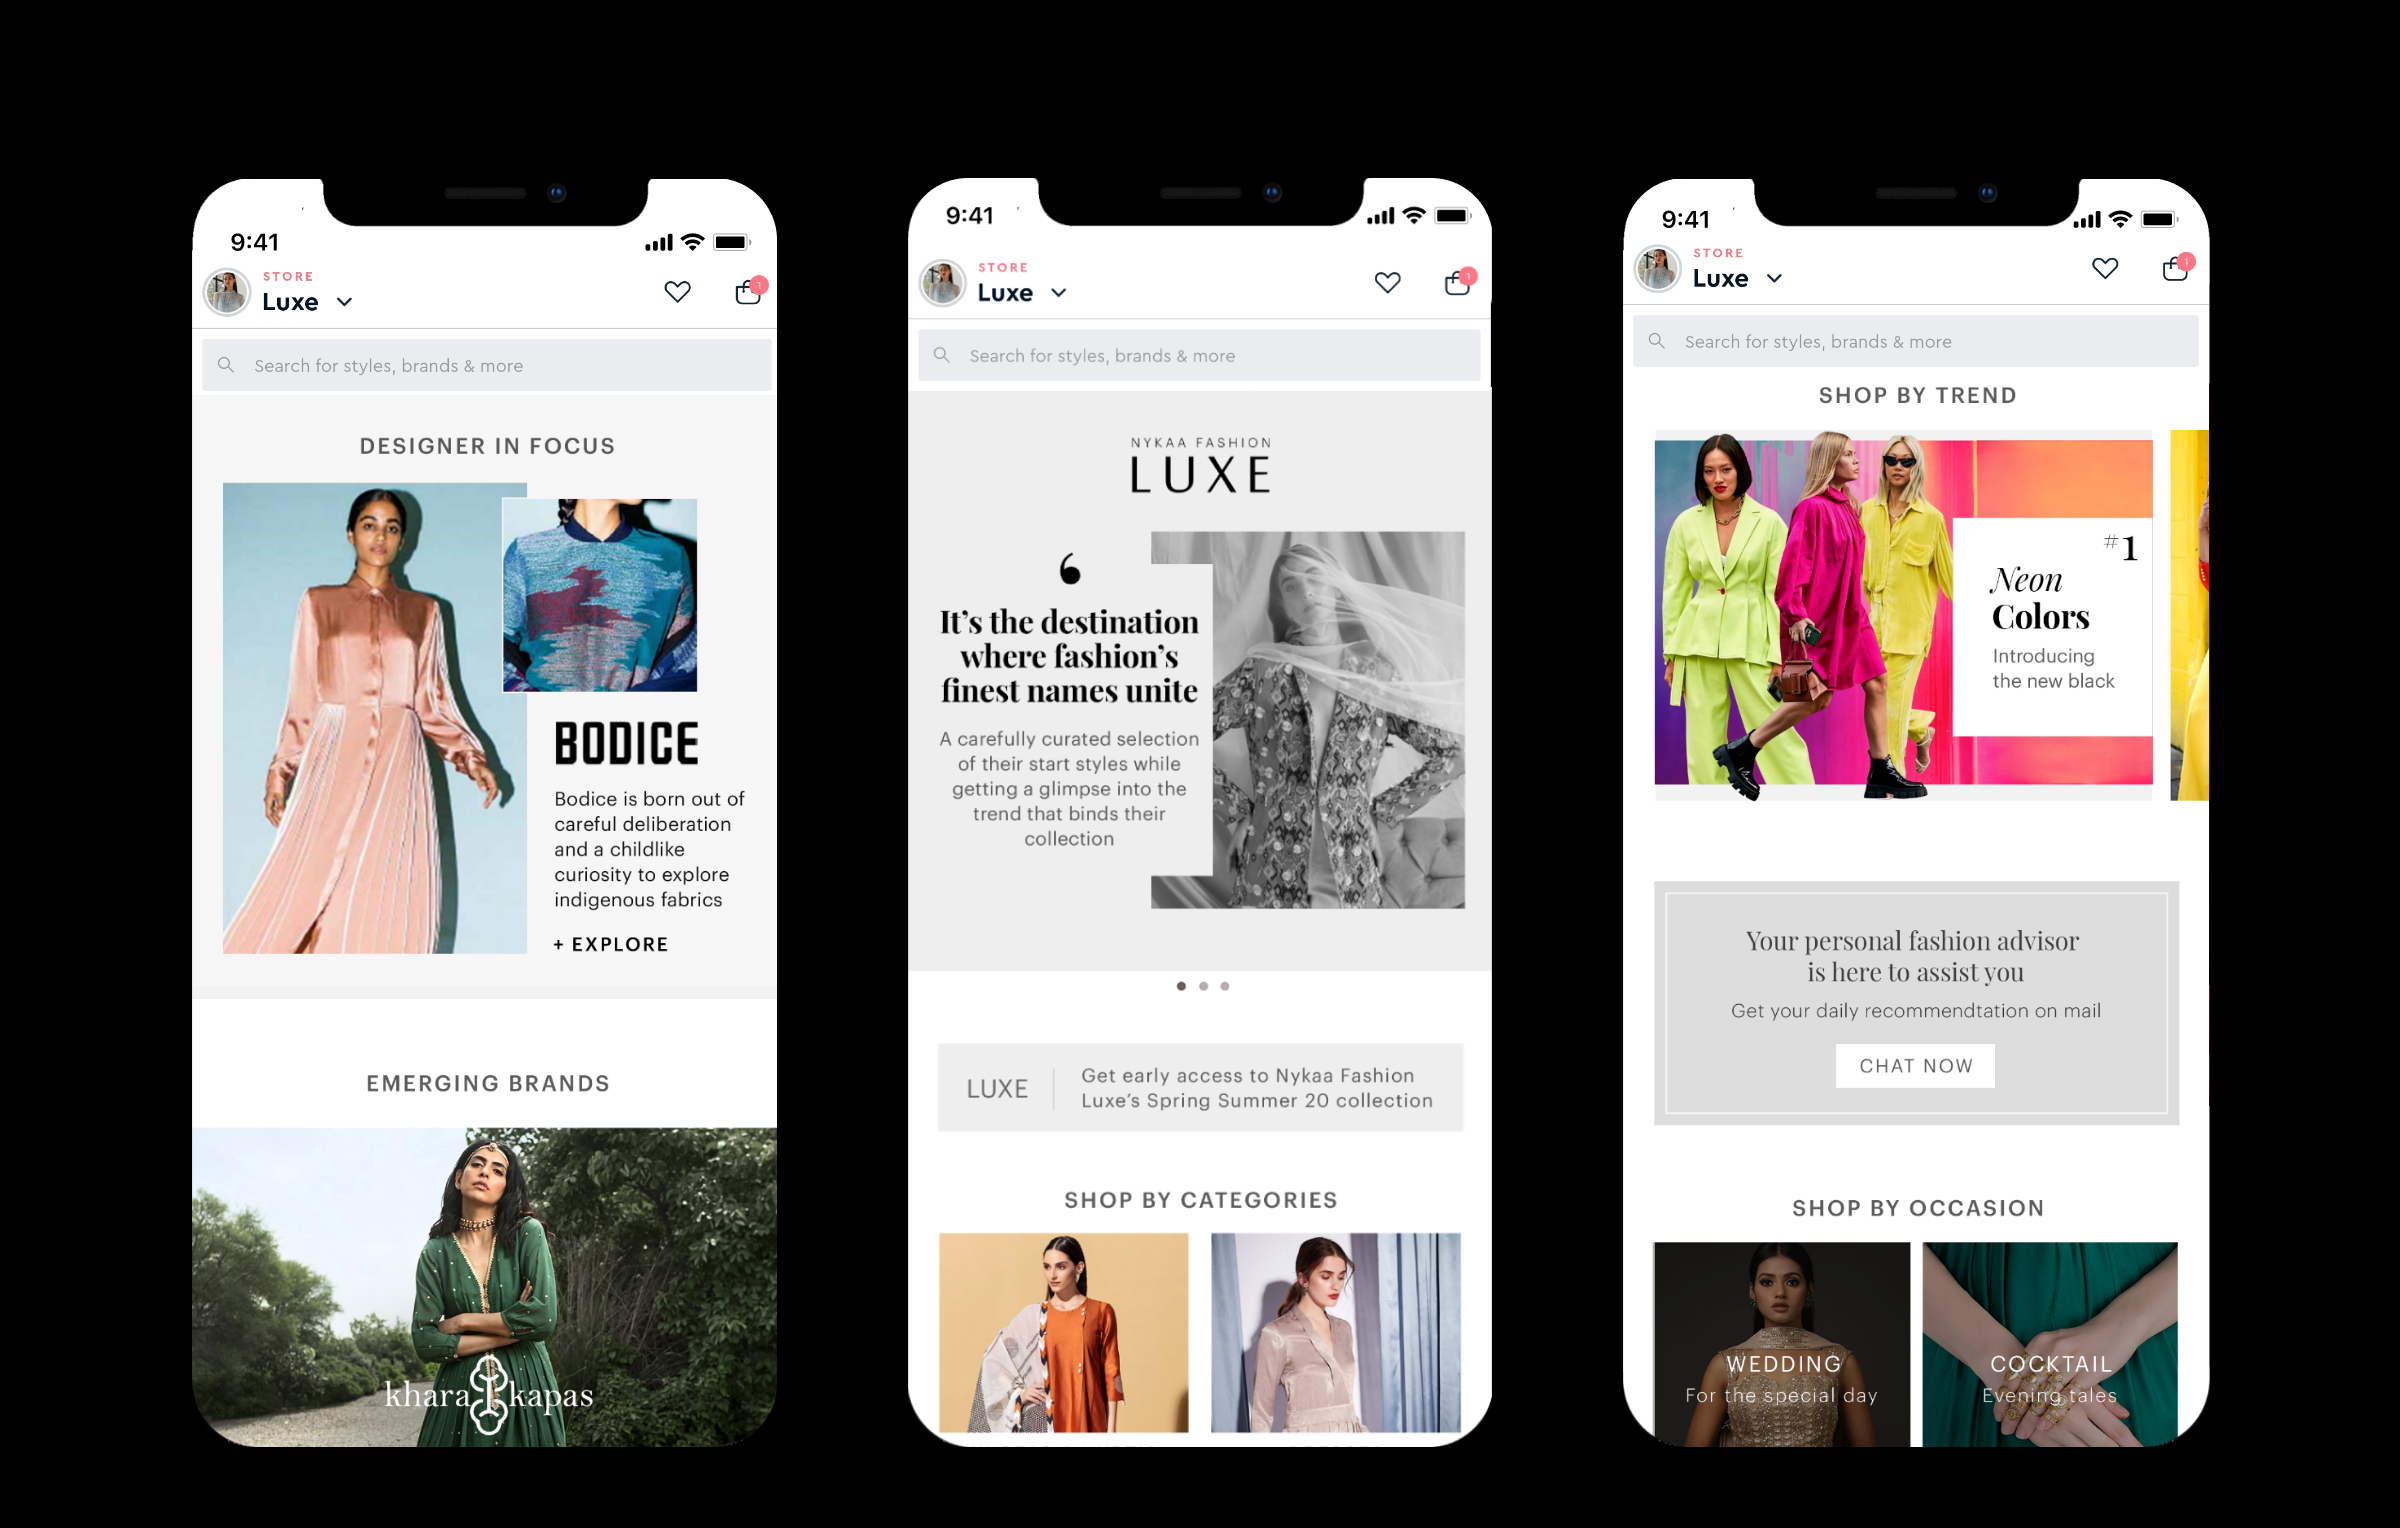 9:41
STORE
Luxe
1
Search for styles, brands & more
DESIGNER IN FOCUS
BODICE
Bodice is born out of
careful deliberation
and a childlike
curiosity to explore
indigenous fabrics
+ EXPLORE
EMERGING BRANDS
khara kapas
9:41
STORE
Luxe
1
Search for styles, brands & more
NYKAA FASHION
LUXE
It’s the destination
where fashion’s
finest names unite
A carefully curated selection
of their start styles while
getting a glimpse into the
trend that binds their
collection
LUXE
Get early access to Nykaa Fashion
Luxe’s Spring Summer 20 collection
SHOP BY CATEGORIES
9:41
STORE
Luxe
1
Search for styles, brands & more
SHOP BY TREND
#1
Neon
Colors
Introducing
the new black
Your personal fashion advisor
is here to assist you
Get your daily recommendtation on mail
CHAT NOW
SHOP BY OCCASION
WEDDING
For the special day
COCKTAIL
Evening tales